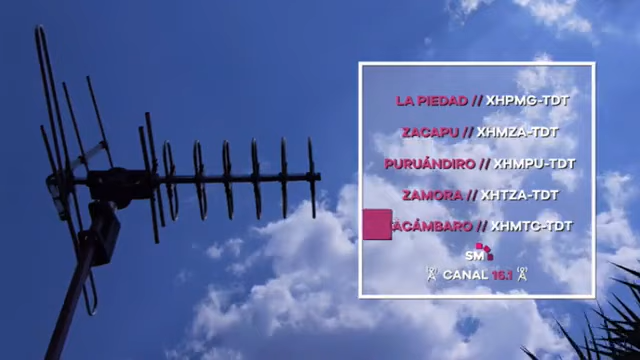 LA PIEDAD // XHPMG-TDT
ZACAPU // XHMZA-TDT
PURUÁNDIRO // XHMPU-TDT
ZAMORA // XHTZA-TDT
ACÁMBARO // XHMTC-TDT
SM
CANAL 16.1